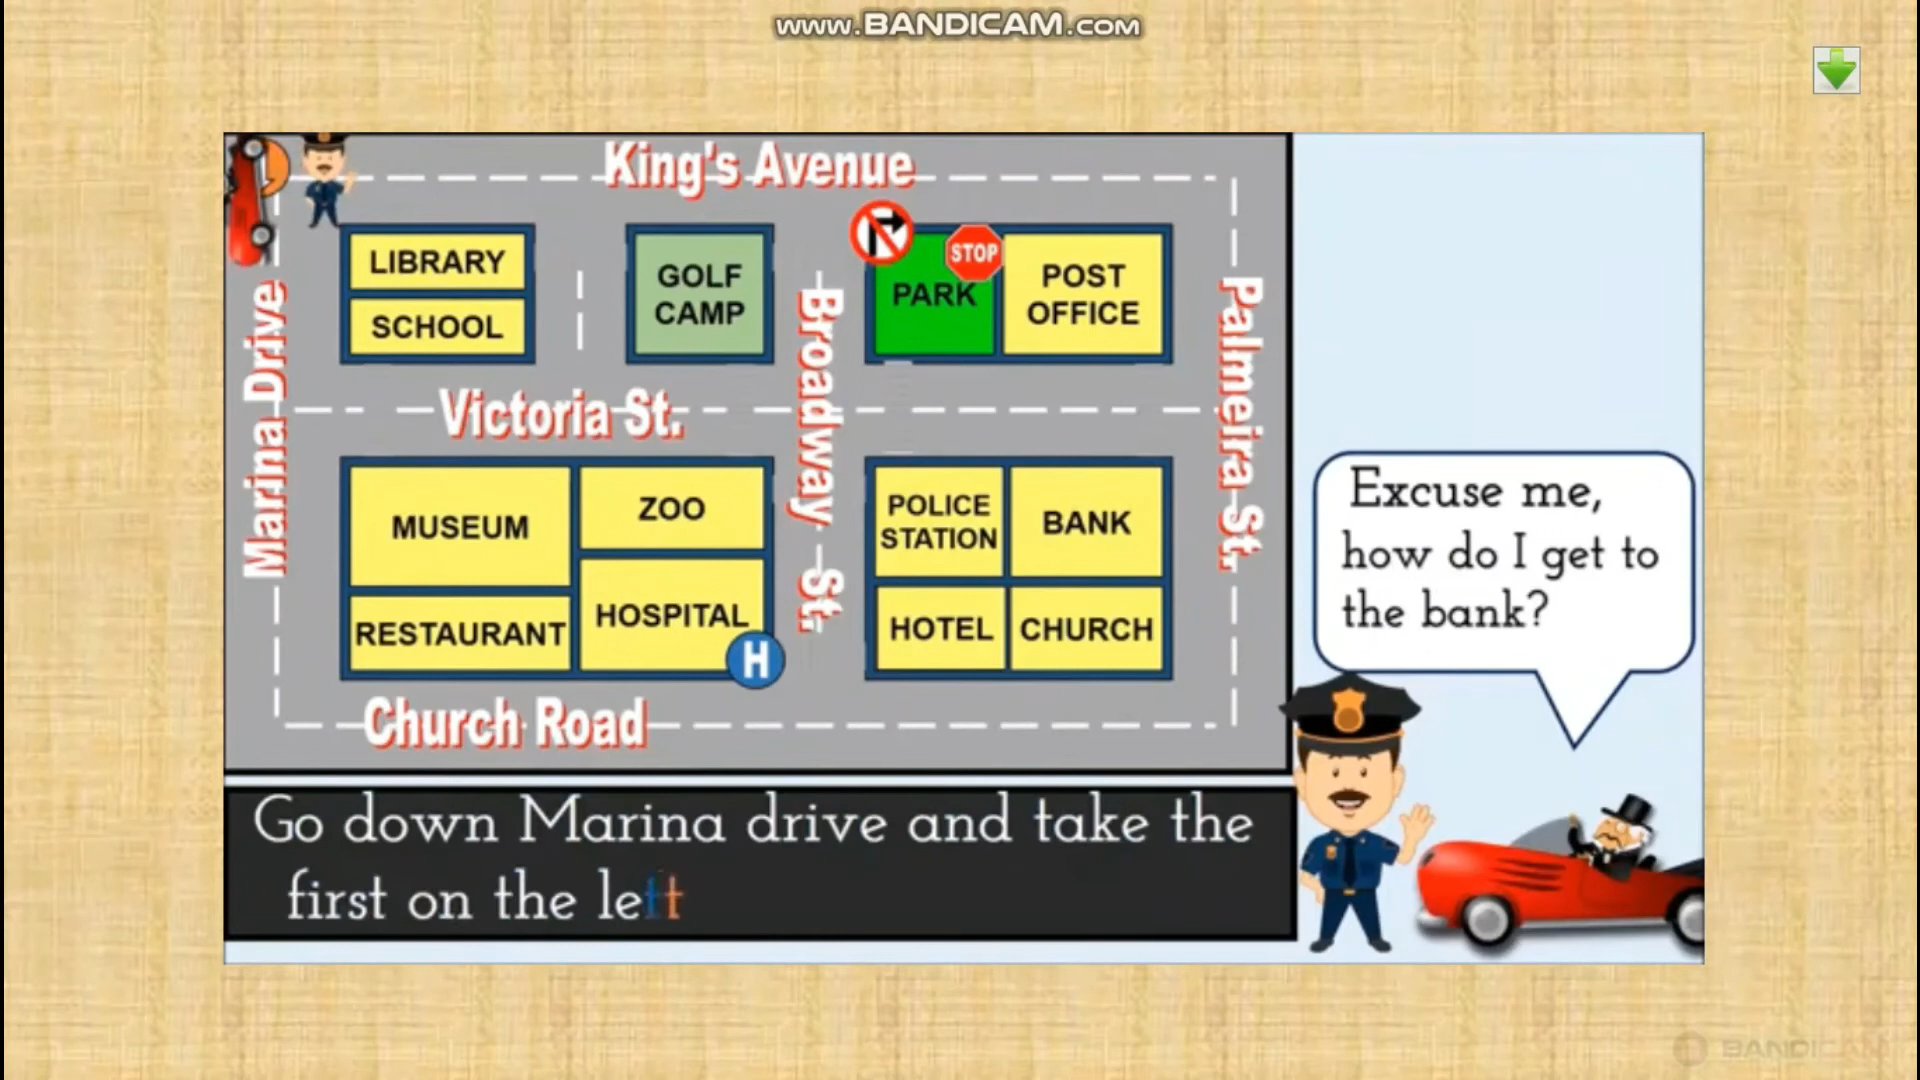 www.BANDICAM.com
King's Avenue
LIBRARY
SCHOOL
GOLF
CAMP
STOP
PARK
POST
OFFICE
Marina Drive
Victoria St.
Broadway St.
Palmeira St.
MUSEUM
ZOO
RESTAURANT
HOSPITAL
H
POLICE
STATION
BANK
HOTEL
CHURCH
Church Road
Excuse me,
how do I get to
the bank?
Go down Marina drive and take the
first on the left
BANDICAM